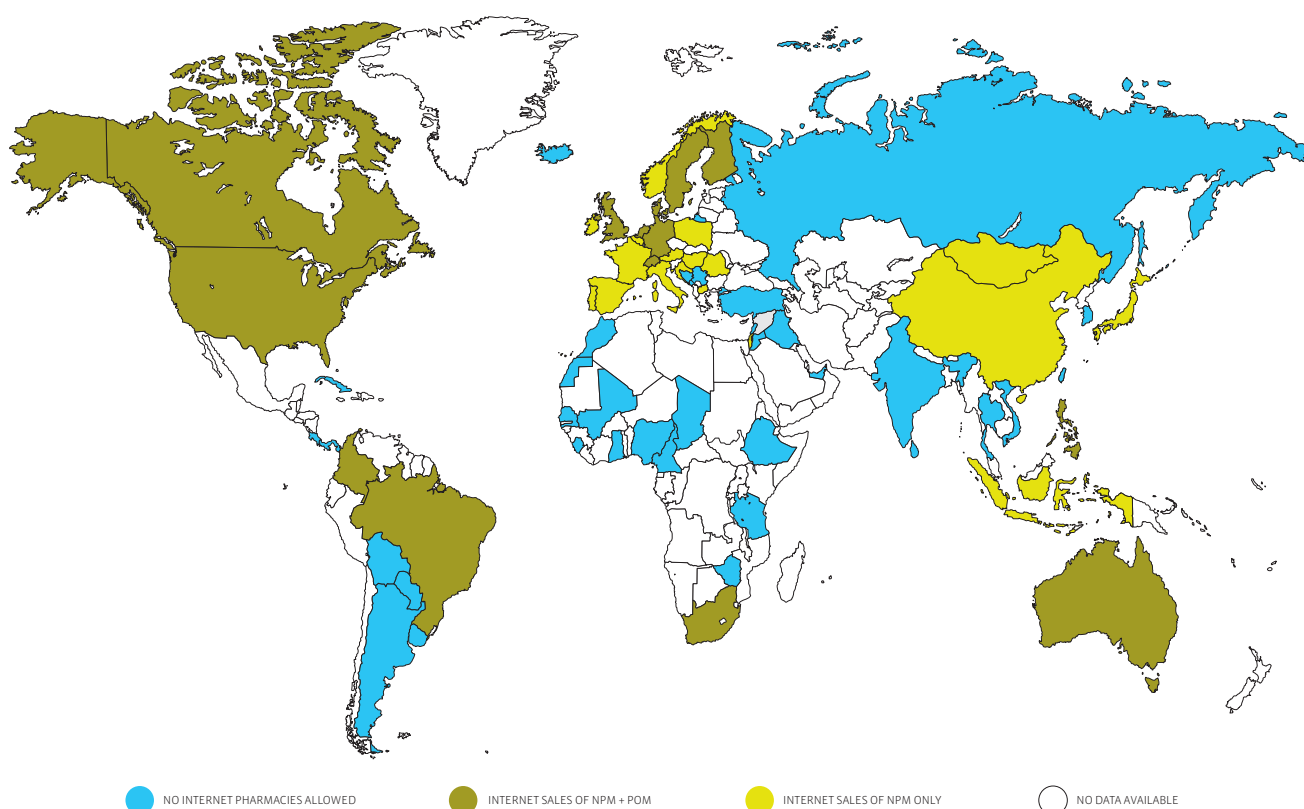 NO INTERNET PHARMACIES ALLOWED
INTERNET SALES OF NPM + POM
INTERNET SALES OF NPM ONLY
NO DATA AVAILABLE